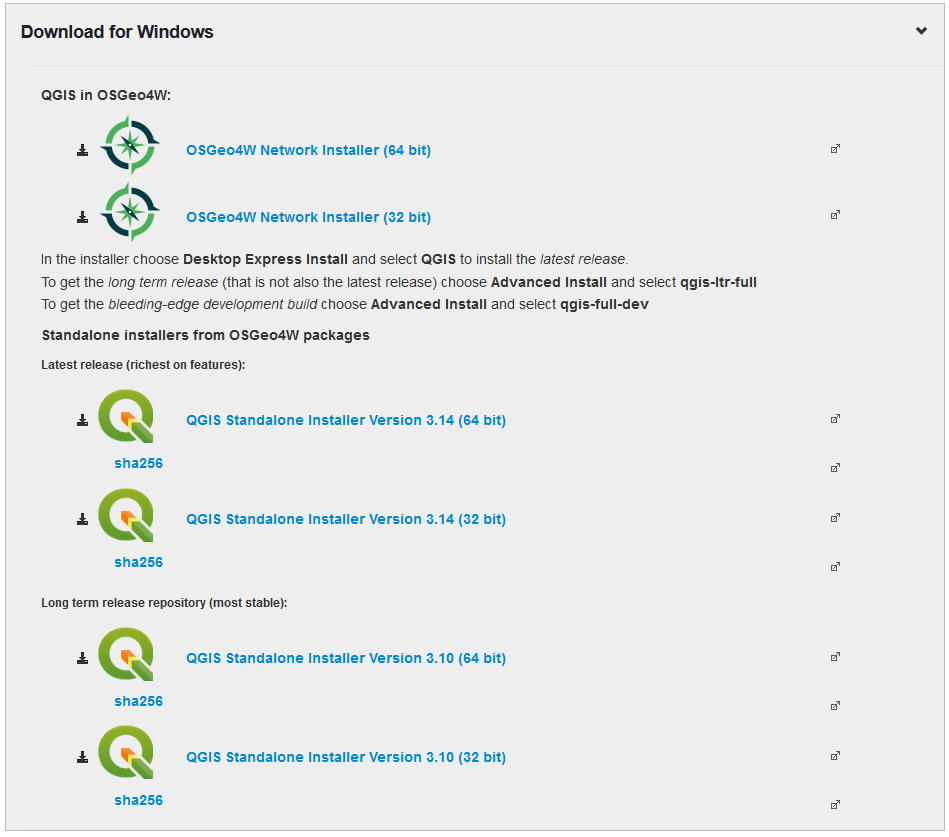 Download for Windows
QGIS in OSGeo4W:
OSGeo4W Network Installer (64 bit)
OSGeo4W Network Installer (32 bit)
In the installer choose Desktop Express Install and select QGIS to install the latest release.
To get the long term release (that is not also the latest release) choose Advanced Install and select qgis-ltr-full
To get the bleeding-edge development build choose Advanced Install and select qgis-full-dev
Standalone installers from OSGeo4W packages
Latest release (richest on features):
QGIS Standalone Installer Version 3.14 (64 bit)
sha256
QGIS Standalone Installer Version 3.14 (32 bit)
sha256
Long term release repository (most stable):
QGIS Standalone Installer Version 3.10 (64 bit)
sha256
QGIS Standalone Installer Version 3.10 (32 bit)
sha256